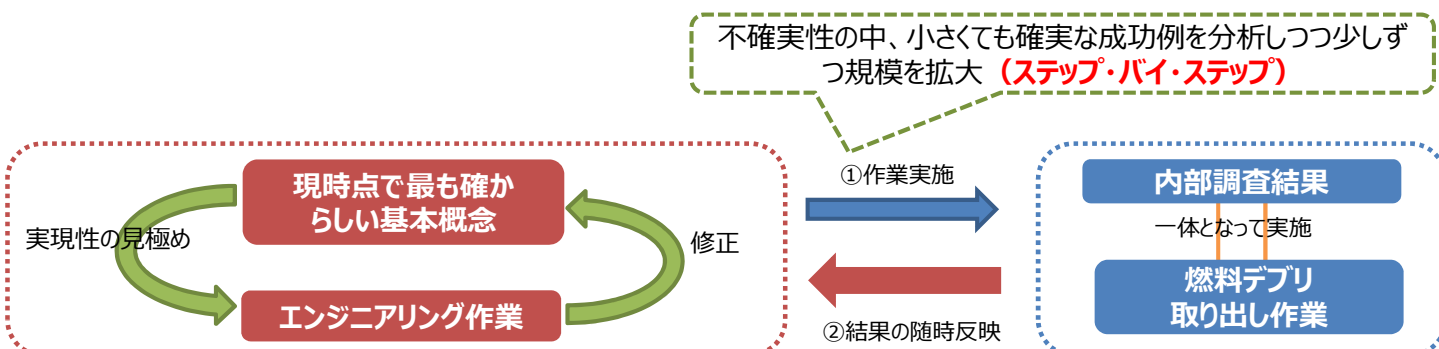 不確実性の中、小さくても確実な成功例を分析しつつ少しず
つ規模を拡大（ステップ・バイ・ステップ）
現時点で最も確か
らしい基本概念
実現性の見極め
修正
エンジニアリング作業
①作業実施
②結果の随時反映
内部調査結果
一体となって実施
燃料デブリ
取り出し作業